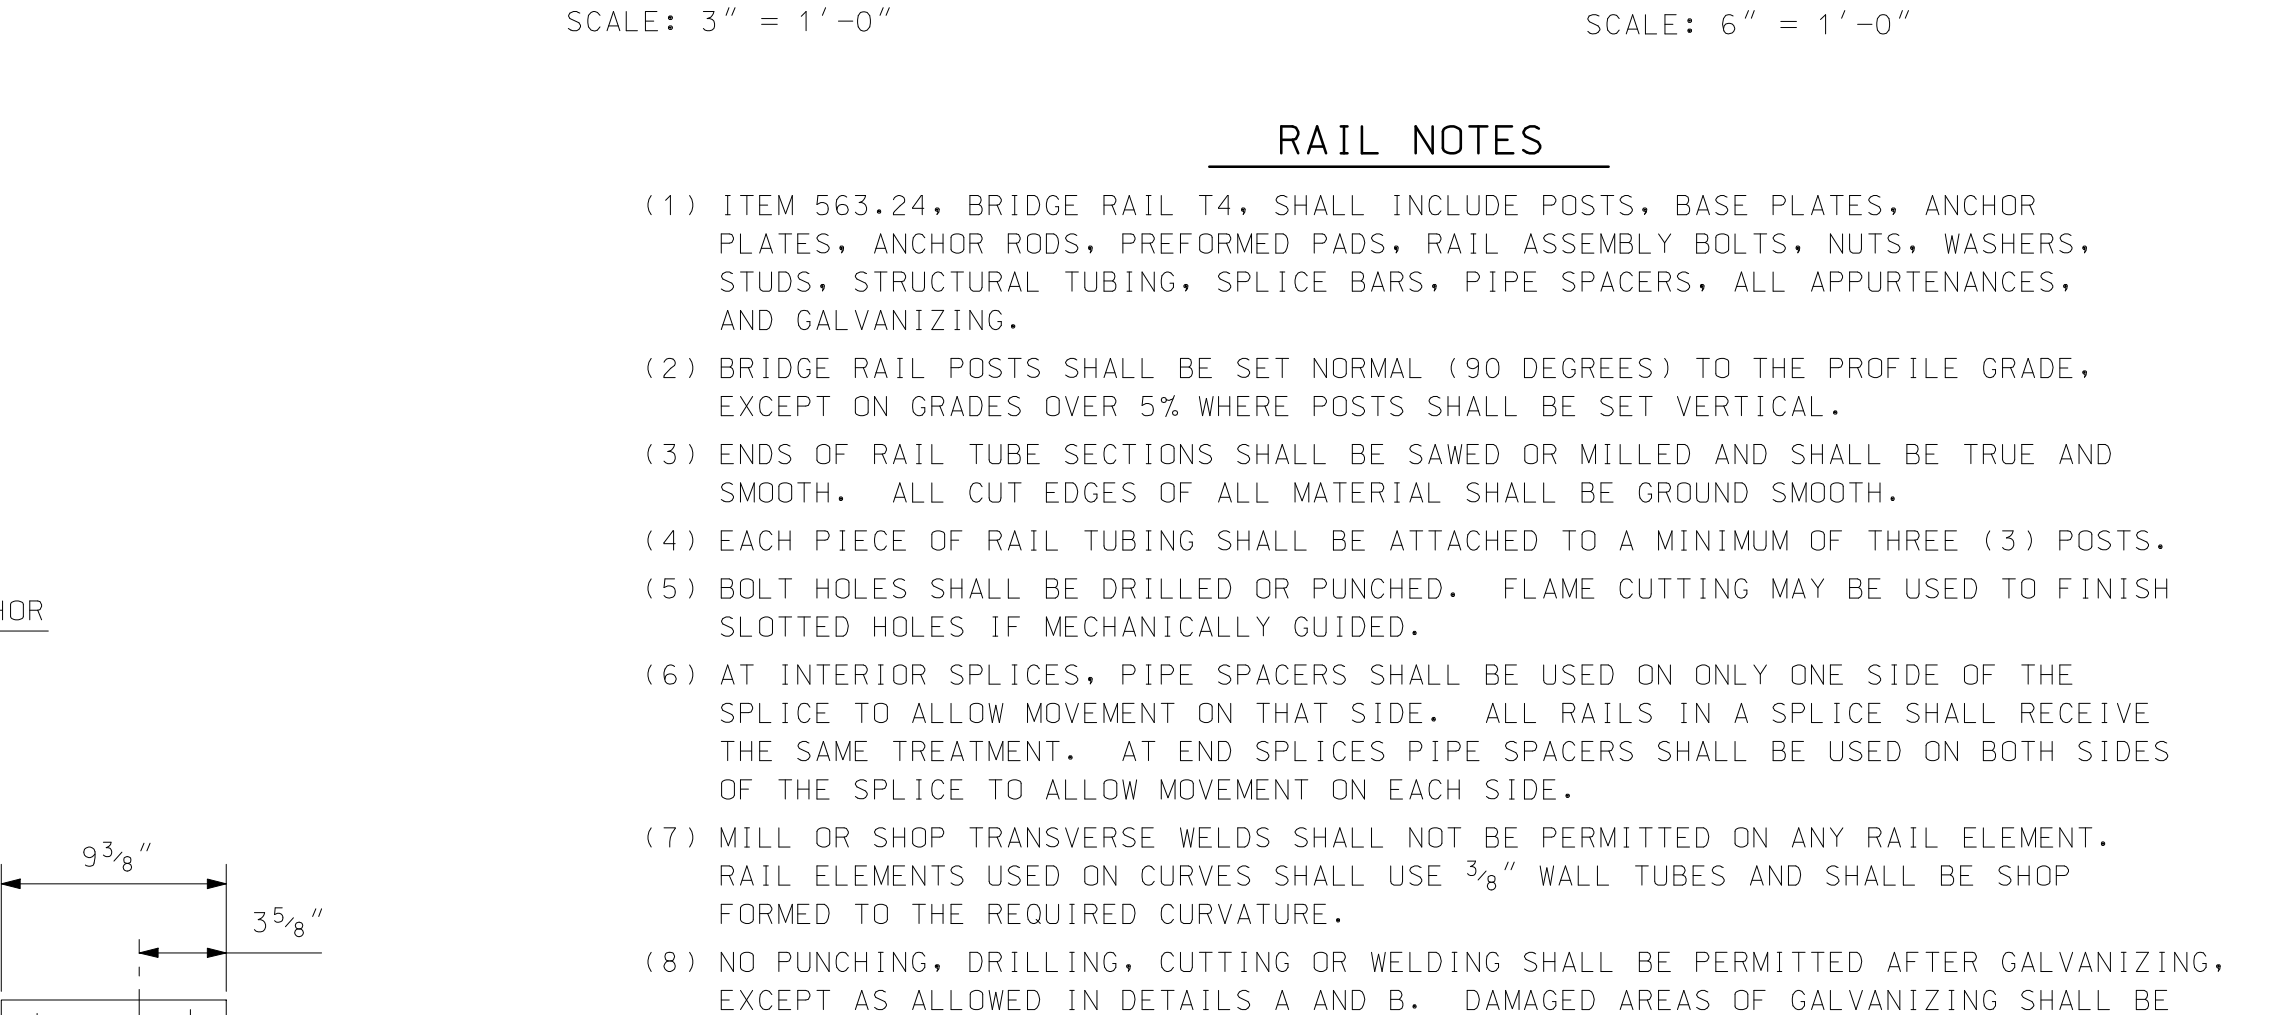 SCALE: 3" = 1'-0"
SCALE: 6" = 1'-0"
RAIL NOTES
(1) ITEM 563.24, BRIDGE RAIL T4, SHALL INCLUDE POSTS, BASE PLATES, ANCHOR
PLATES, ANCHOR RODS, PREFORMED PADS, RAIL ASSEMBLY BOLTS, NUTS, WASHERS,
STUDS, STRUCTURAL TUBING, SPLICE BARS, PIPE SPACERS, ALL APPURTENANCES,
AND GALVANIZING.
(2) BRIDGE RAIL POSTS SHALL BE SET NORMAL (90 DEGREES) TO THE PROFILE GRADE,
EXCEPT ON GRADES OVER 5% WHERE POSTS SHALL BE SET VERTICAL.
(3) ENDS OF RAIL TUBE SECTIONS SHALL BE SAWED OR MILLED AND SHALL BE TRUE AND
SMOOTH. ALL CUT EDGES OF ALL MATERIAL SHALL BE GROUND SMOOTH.
(4) EACH PIECE OF RAIL TUBING SHALL BE ATTACHED TO A MINIMUM OF THREE (3) POSTS.
(5) BOLT HOLES SHALL BE DRILLED OR PUNCHED. FLAME CUTTING MAY BE USED TO FINISH
SLOTTED HOLES IF MECHANICALLY GUIDED.
HOR
(6) AT INTERIOR SPLICES, PIPE SPACERS SHALL BE USED ON ONLY ONE SIDE OF THE
SPLICE TO ALLOW MOVEMENT ON THAT SIDE. ALL RAILS IN A SPLICE SHALL RECEIVE
THE SAME TREATMENT. AT END SPLICES PIPE SPACERS SHALL BE USED ON BOTH SIDES
OF THE SPLICE TO ALLOW MOVEMENT ON EACH SIDE.
(7) MILL OR SHOP TRANSVERSE WELDS SHALL NOT BE PERMITTED ON ANY RAIL ELEMENT.
RAIL ELEMENTS USED ON CURVES SHALL USE 3/8" WALL TUBES AND SHALL BE SHOP
FORMED TO THE REQUIRED CURVATURE.
9 3/8"
3 5/8"
(8) NO PUNCHING, DRILLING, CUTTING OR WELDING SHALL BE PERMITTED AFTER GALVANIZING,
EXCEPT AS ALLOWED IN DETAILS A AND B. DAMAGED AREAS OF GALVANIZING SHALL BE